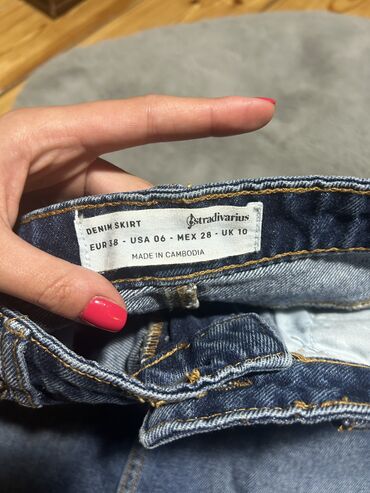 DENIM SKIRT stradivarius
EUR 38 - USA 06 - MEX 28 - UK 10
MADE IN CAMBODIA